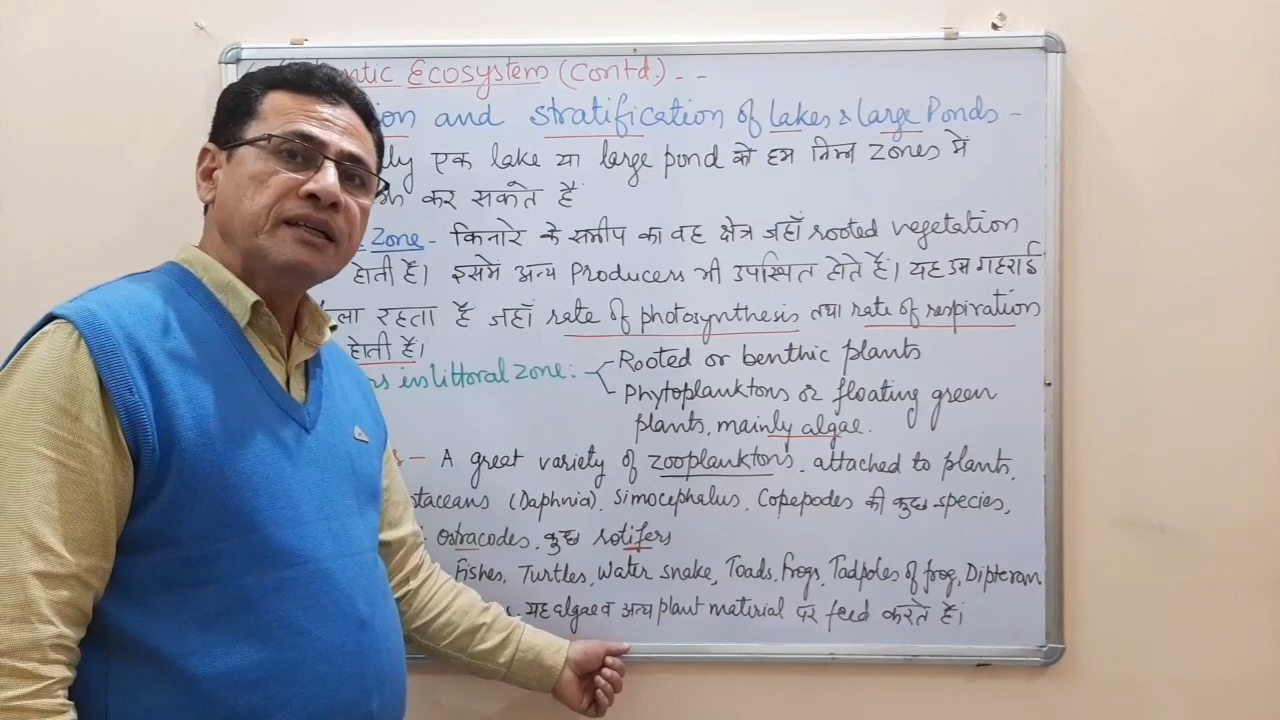 Ecosystem (Contd.) - -
and stratification of lakes & large Ponds -
एक lake या large pond को हम निम्न zones में
कर सकते हैं
Zone - किनारे के समीप का वह क्षेत्र जहाँ rooted vegetation
होती है। इसमें अन्य Producers भी उपस्थित होते हैं। यह उस गहराई
रहता है जहाँ rate of photosynthesis तथा rate of respiration
होती है।
in littoral zone: - Rooted or benthic plants
Phytoplanktons or floating green
plants, mainly algae.
- A great variety of zooplanktons, attached to plants,
(Daphnia), Simocephalus, Copepodes की कुछ species,
ostracodes, कुछ rotifers
Fishes, Turtles, Water snake, Toads, frogs, Tadpoles of frog, Dipteran
यह algae व अन्य plant material पर feed करते हैं।